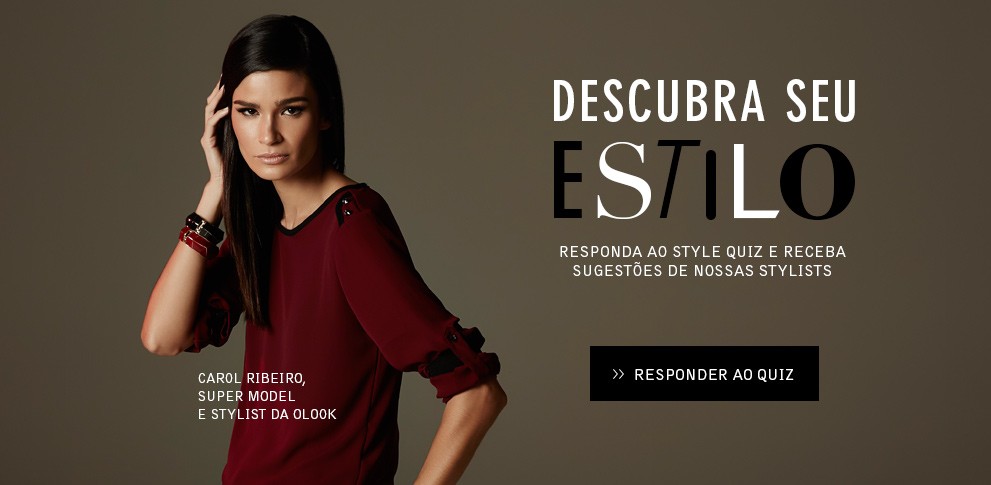 DESCUBRA SEU
ESTILO
RESPONDA AO STYLE QUIZ E RECEBA
SUGESTÕES DE NOSSAS STYLISTS
>> RESPONDER AO QUIZ
CAROL RIBEIRO,
SUPER MODEL
E STYLIST DA OLOOK